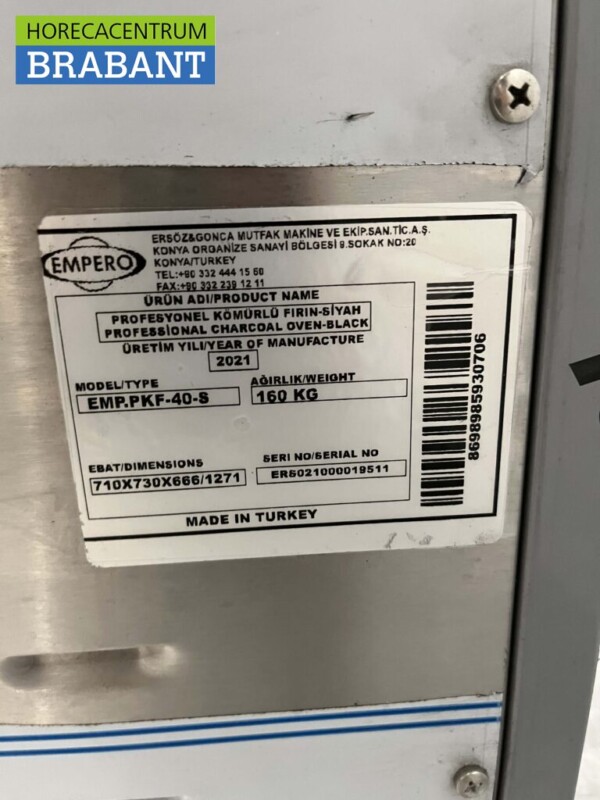 HORECACENTRUM
BRABANT
EMPERO
ERSÖZ&GONCA MUTFAK MAKİNE VE EKİP.SAN.TİC.A.Ş.
KONYA ORGANİZE SANAYİ BÖLGESİ 9.SOKAK NO:20
KONYA/TURKEY
TEL:+90 332 444 15 60
FAX:+90 332 239 12 11
ÜRÜN ADI/PRODUCT NAME
PROFESYONEL KÖMÜRLÜ FIRIN-SİYAH
PROFESSIONAL CHARCOAL OVEN-BLACK
ÜRETİM YILI/YEAR OF MANUFACTURE
2021
MODEL/TYPE
EMP.PKF-40-S
AĞIRLIK/WEIGHT
160 KG
EBAT/DIMENSIONS
710X730X666/1271
SERI NO/SERIAL NO
ERS021000019511
MADE IN TURKEY
8698985930706